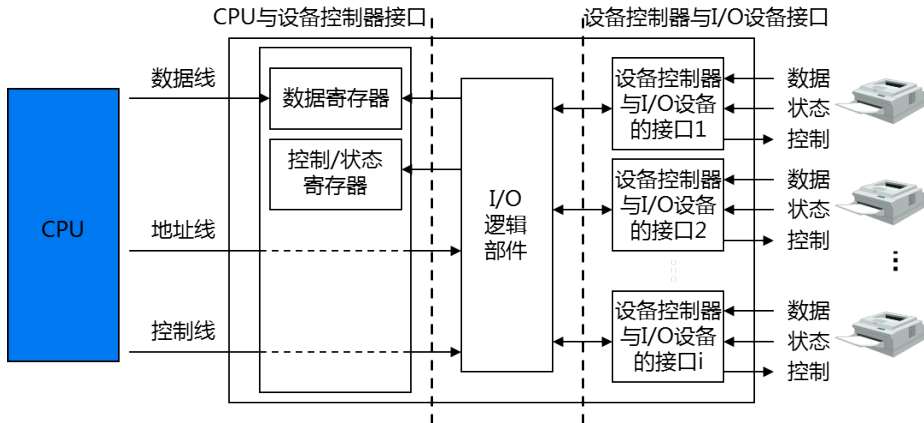 CPU与设备控制器接口
设备控制器与I/O设备接口
CPU
数据线
地址线
控制线
数据寄存器
控制/状态
寄存器
I/O
逻辑
部件
设备控制器
与I/O设备
的接口1
数据
状态
控制
设备控制器
与I/O设备
的接口2
数据
状态
控制
设备控制器
与I/O设备
的接口i
数据
状态
控制